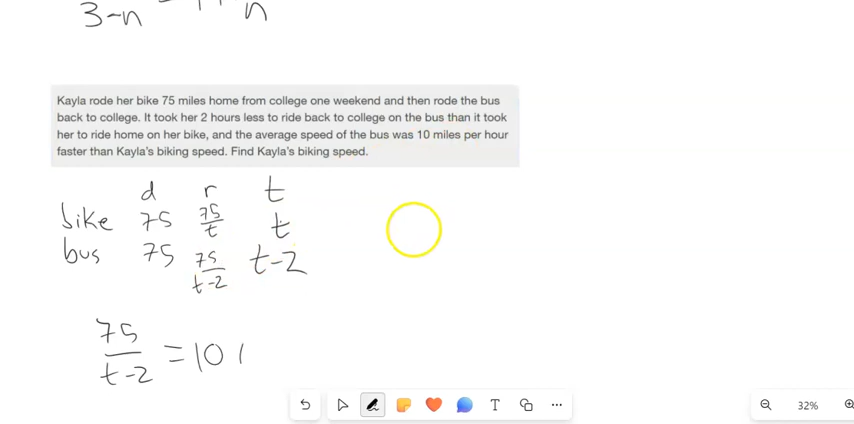 3-n = 1 + n
Kayla rode her bike 75 miles home from college one weekend and then rode the bus
back to college. It took her 2 hours less to ride back to college on the bus than it took
her to ride home on her bike, and the average speed of the bus was 10 miles per hour
faster than Kayla's biking speed. Find Kayla's biking speed.
d r t
bike 75 75/t t
bus 75 75/t-2 t-2
75/t-2 = 10
T
32%